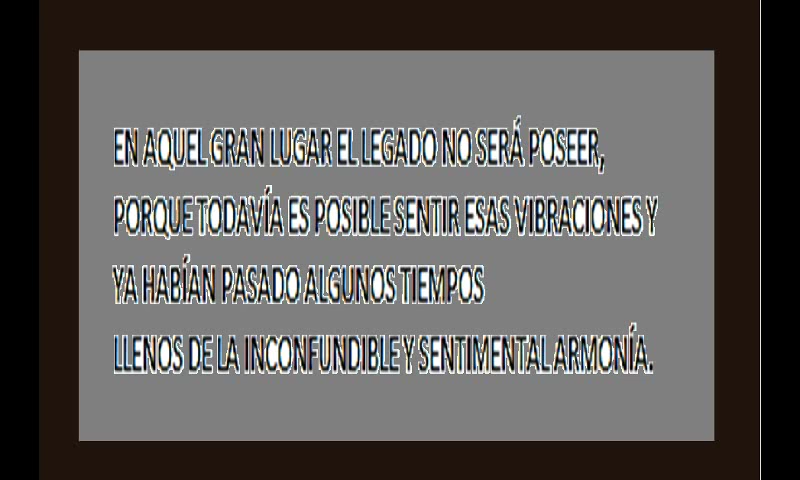 EN AQUEL GRAN LUGAR EL LEGADO NO SERÁ POSEER,
PORQUE TODAVÍA ES POSIBLE SENTIR ESAS VIBRACIONES Y
YA HABÍAN PASADO ALGUNOS TIEMPOS
LLENOS DE LA INCONFUNDIBLE Y SENTIMENTAL ARMONÍA.